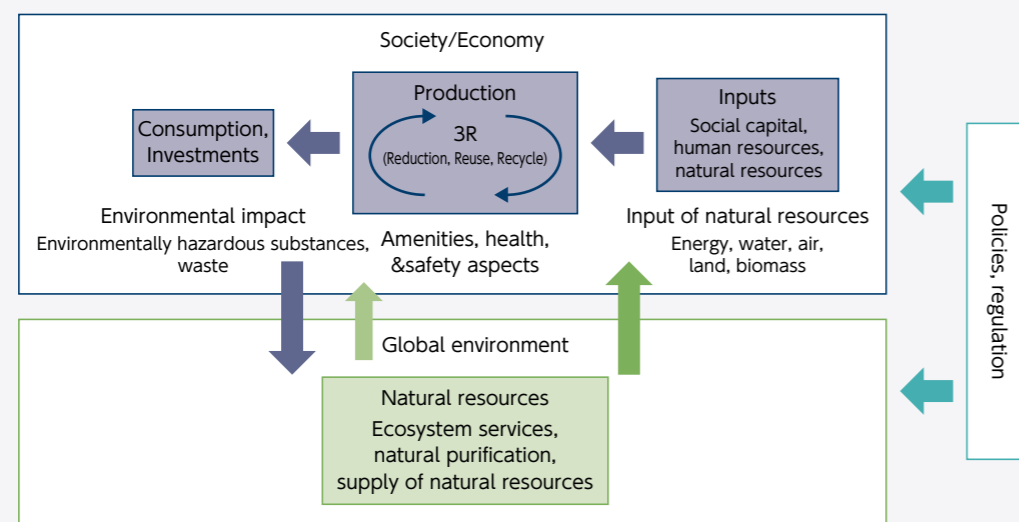 Society/Economy
Consumption,
Investments
Production
3R
(Reduction, Reuse, Recycle)
Inputs
Social capital,
human resources,
natural resources
Environmental impact
Environmentally hazardous substances,
waste
Amenities, health,
&safety aspects
Input of natural resources
Energy, water, air,
land, biomass
Global environment
Natural resources
Ecosystem services,
natural purification,
supply of natural resources
Policies, regulation